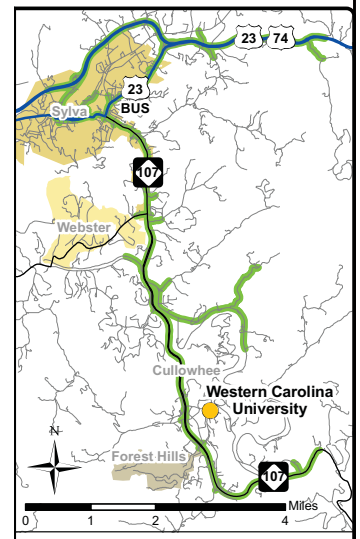 23 74
23
BUS
Sylva
107
Webster
Cullowhee
Western Carolina
University
Forest Hills
N
107
Miles
0 1 2 4